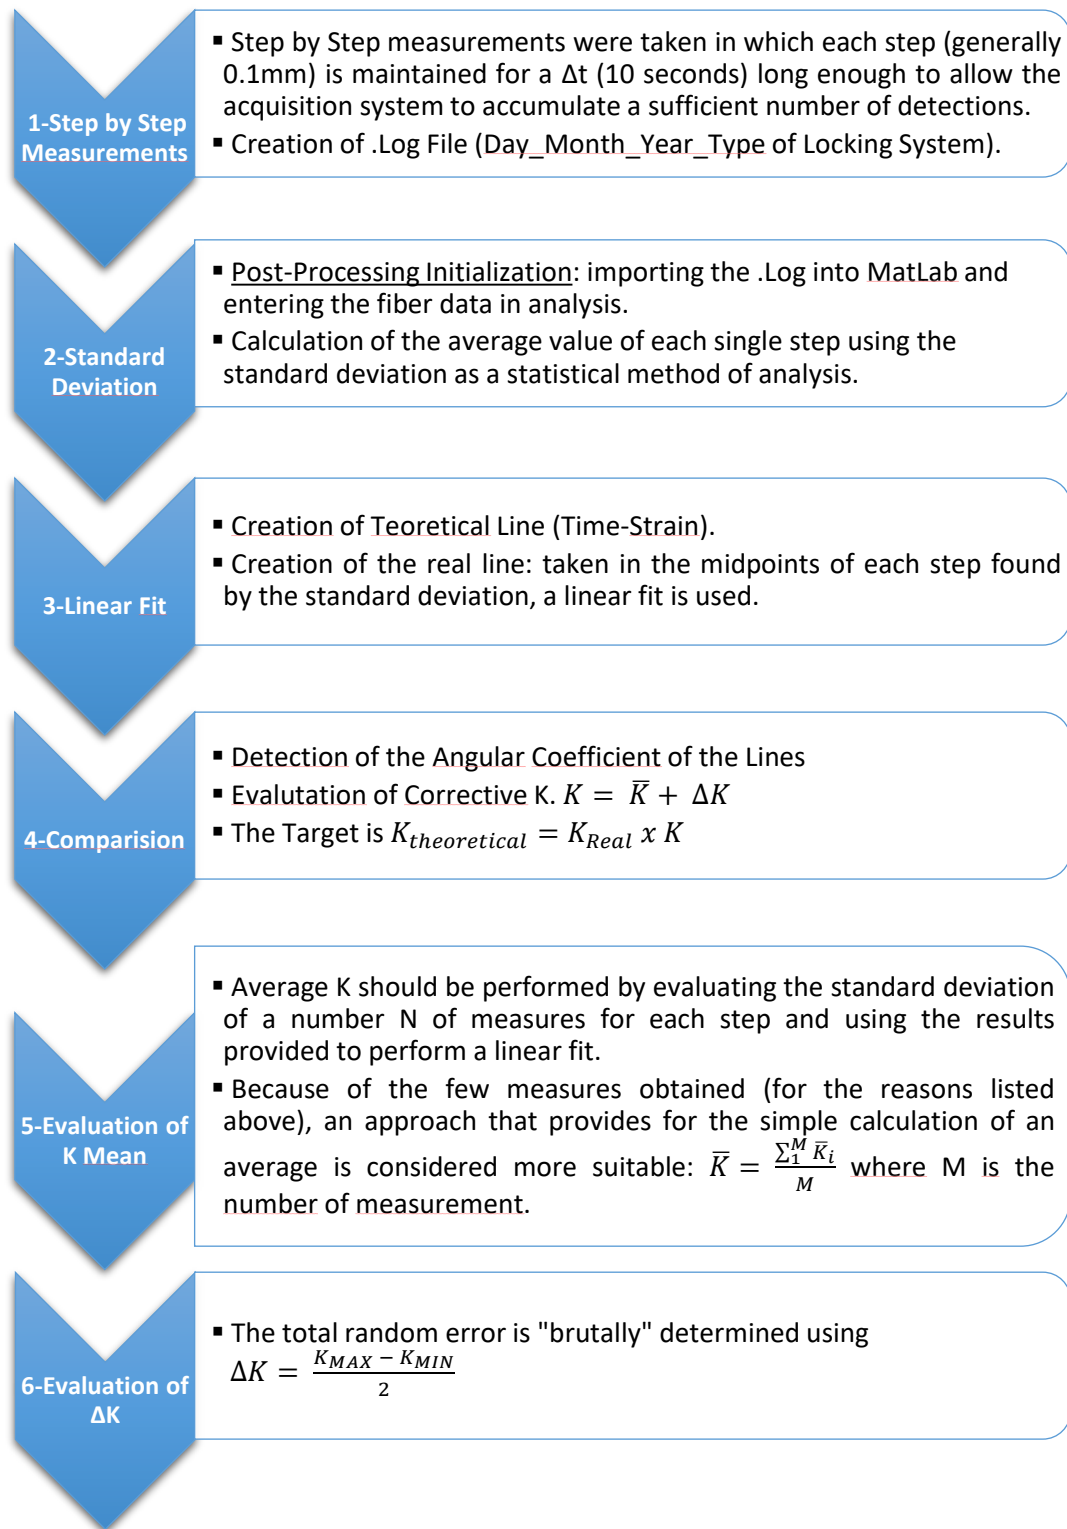 1-Step by Step
Measurements
▪ Step by Step measurements were taken in which each step (generally
0.1mm) is maintained for a Δt (10 seconds) long enough to allow the
acquisition system to accumulate a sufficient number of detections.
▪ Creation of .Log File (Day_Month_Year_Type of Locking System).
2-Standard
Deviation
▪ Post-Processing Initialization: importing the .Log into MatLab and
entering the fiber data in analysis.
▪ Calculation of the average value of each single step using the
standard deviation as a statistical method of analysis.
3-Linear Fit
▪ Creation of Teoretical Line (Time-Strain).
▪ Creation of the real line: taken in the midpoints of each step found
by the standard deviation, a linear fit is used.
4-Comparision
▪ Detection of the Angular Coefficient of the Lines
▪ Evalutation of Corrective K. K = K̅ + ΔK
▪ The Target is K_theoretical = K_Real x K
5-Evaluation of
K Mean
▪ Average K should be performed by evaluating the standard deviation
of a number N of measures for each step and using the results
provided to perform a linear fit.
▪ Because of the few measures obtained (for the reasons listed
above), an approach that provides for the simple calculation of an
average is considered more suitable: K̅ = (∑₁ᴹ K̅ᵢ)/M where M is the
number of measurement.
6-Evaluation of
ΔK
▪ The total random error is "brutally" determined using
ΔK = (K_MAX − K_MIN)/2